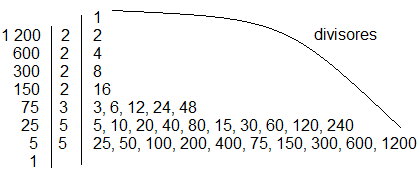 1
1 200 2 2 divisores
600 2 4
300 2 8
150 2 16
75 3 3, 6, 12, 24, 48
25 5 5, 10, 20, 40, 80, 15, 30, 60, 120, 240
5 5 25, 50, 100, 200, 400, 75, 150, 300, 600, 1200
1